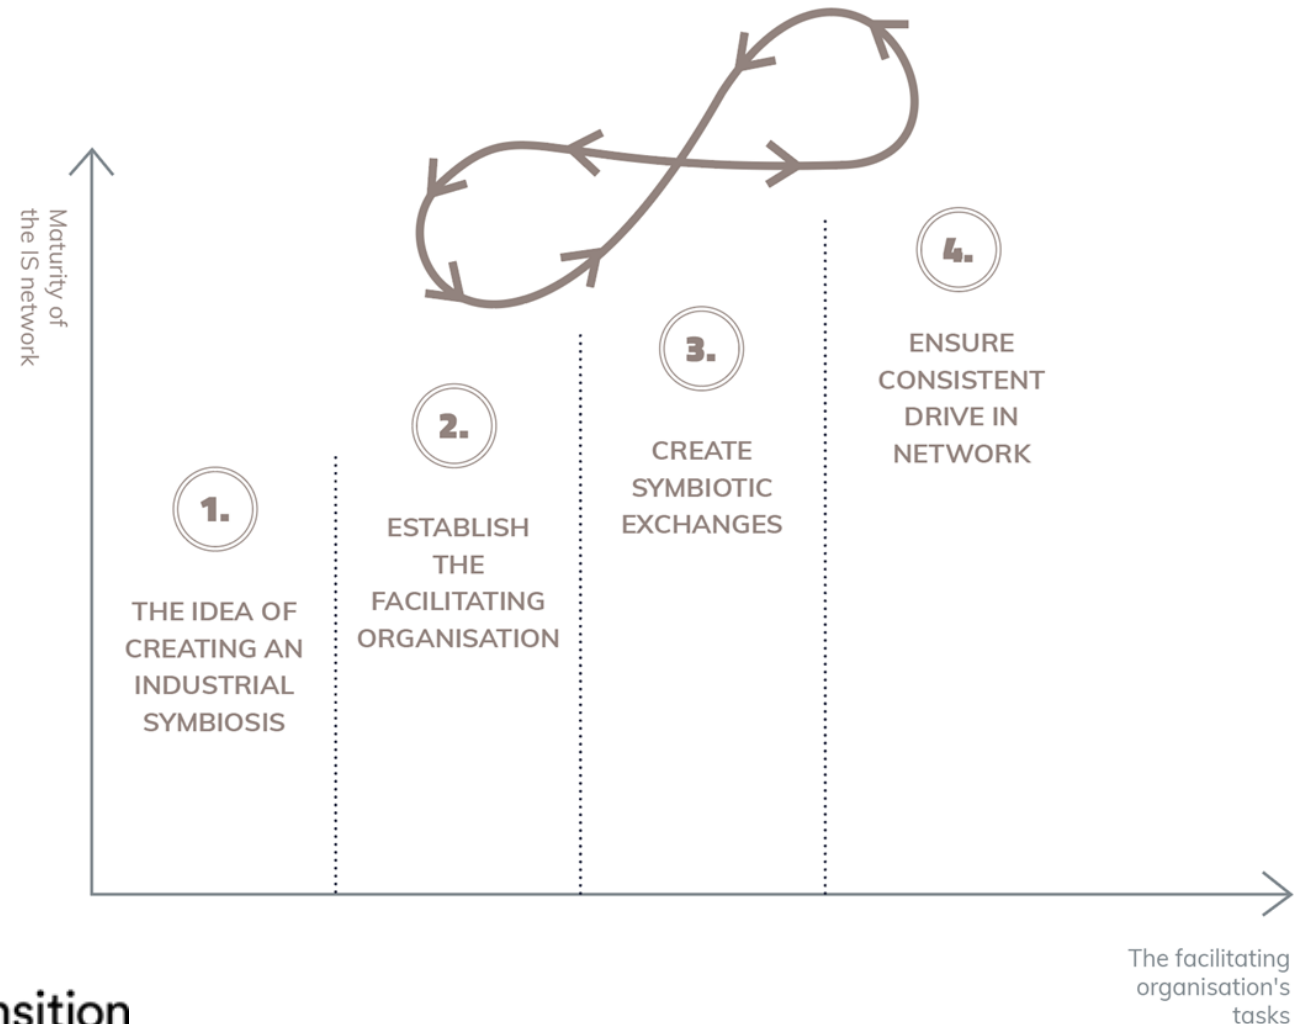 Maturity of
the IS network
1.
THE IDEA OF
CREATING AN
INDUSTRIAL
SYMBIOSIS
2.
ESTABLISH
THE
FACILITATING
ORGANISATION
3.
CREATE
SYMBIOTIC
EXCHANGES
4.
ENSURE
CONSISTENT
DRIVE IN
NETWORK
The facilitating
organisation's
tasks
nsition